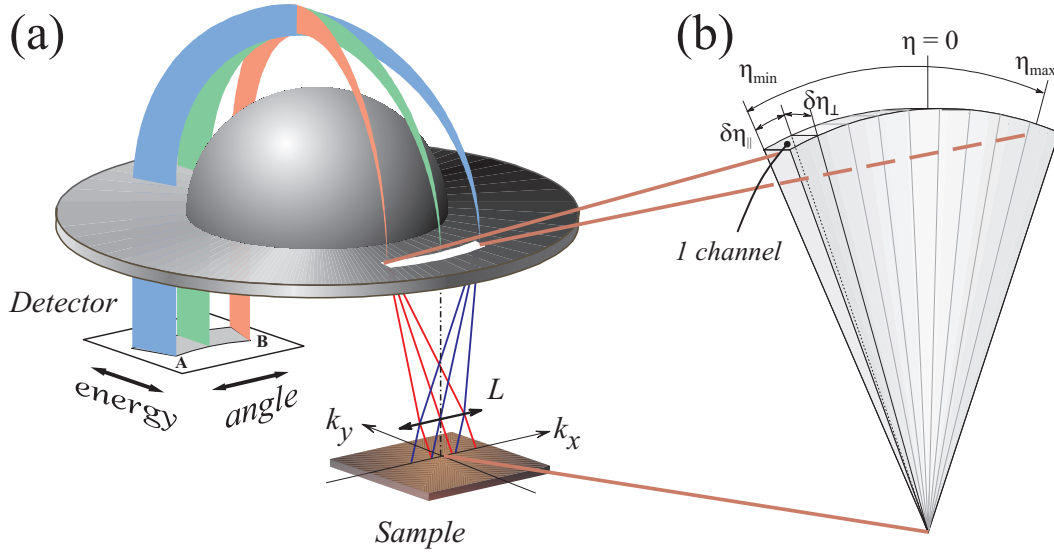 (a)
(b)
η = 0
η_min
η_max
δη_⊥
δη_∥
1 channel
Detector
A
B
energy
angle
L
k_y
k_x
Sample